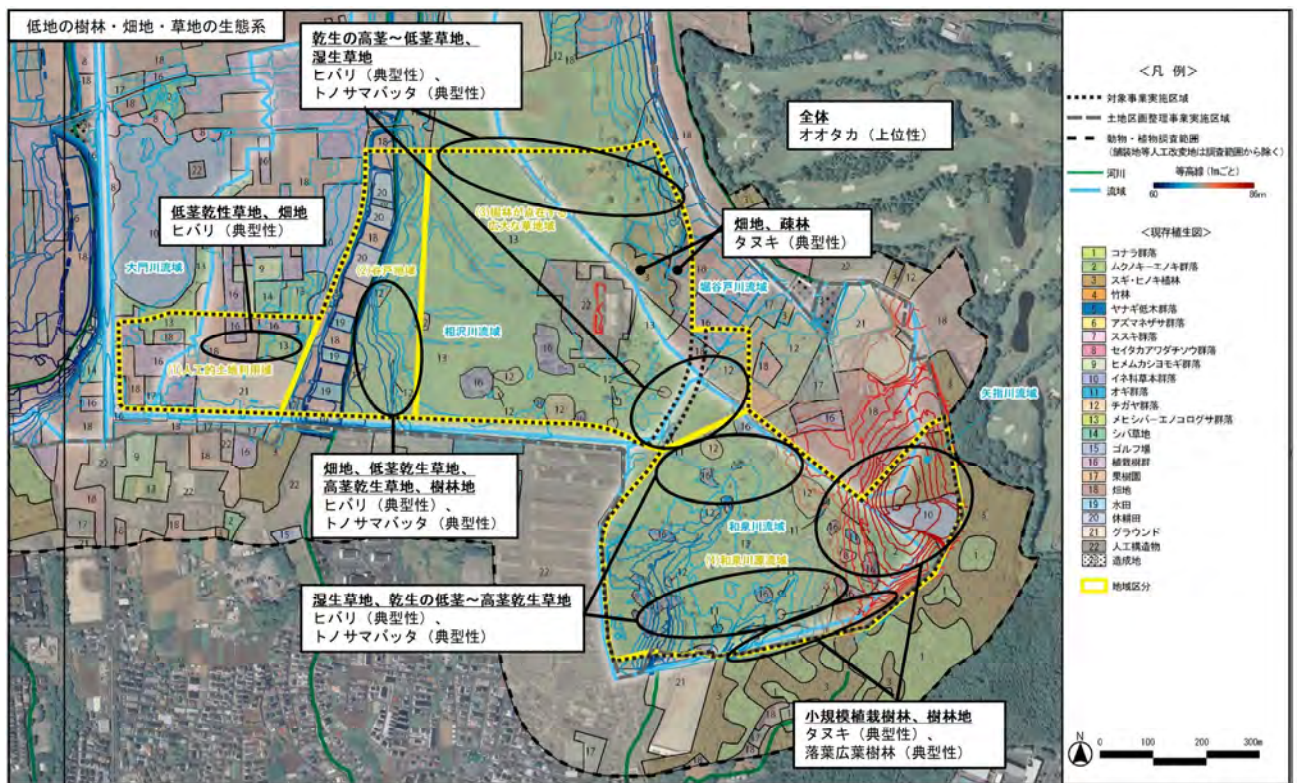 低地の樹林・畑地・草地の生態系
乾生の高茎～低茎草地、
湿生草地
ヒバリ（典型性）、
トノサマバッタ（典型性）
全体
オオタカ（上位性）
低茎乾性草地、畑地
ヒバリ（典型性）
畑地、疎林
タヌキ（典型性）
大門川流域
相沢川流域
堀谷戸川流域
矢指川流域
和泉川流域
畑地、低茎乾生草地、
高茎乾生草地、樹林地
ヒバリ（典型性）、
トノサマバッタ（典型性）
湿生草地、乾生の低茎～高茎乾生草地
ヒバリ（典型性）、
トノサマバッタ（典型性）
小規模植栽樹林、樹林地
タヌキ（典型性）、
落葉広葉樹林（典型性）
＜凡 例＞
対象事業実施区域
土地区画整理事業実施区域
動物・植物調査範囲
（舗装地等人工改変地は調査範囲から除く）
河川
等高線（1mごと）
流域
60 86m
＜現存植生図＞
1 コナラ群落
2 ムクノキーエノキ群落
3 スギ・ヒノキ植林
4 竹林
5 ヤナギ低木群落
6 アズマネザサ群落
7 ススキ群落
8 セイタカアワダチソウ群落
9 ヒメムカシヨモギ群落
10 イネ科草本群落
11 オギ群落
12 チガヤ群落
13 メヒシバーエノコログサ群落
14 シバ草地
15 ゴルフ場
16 植栽樹群
17 果樹園
18 畑地
19 水田
20 休耕田
21 グラウンド
22 人工構造物
造成地
地域区分
N
0 100 200 300m